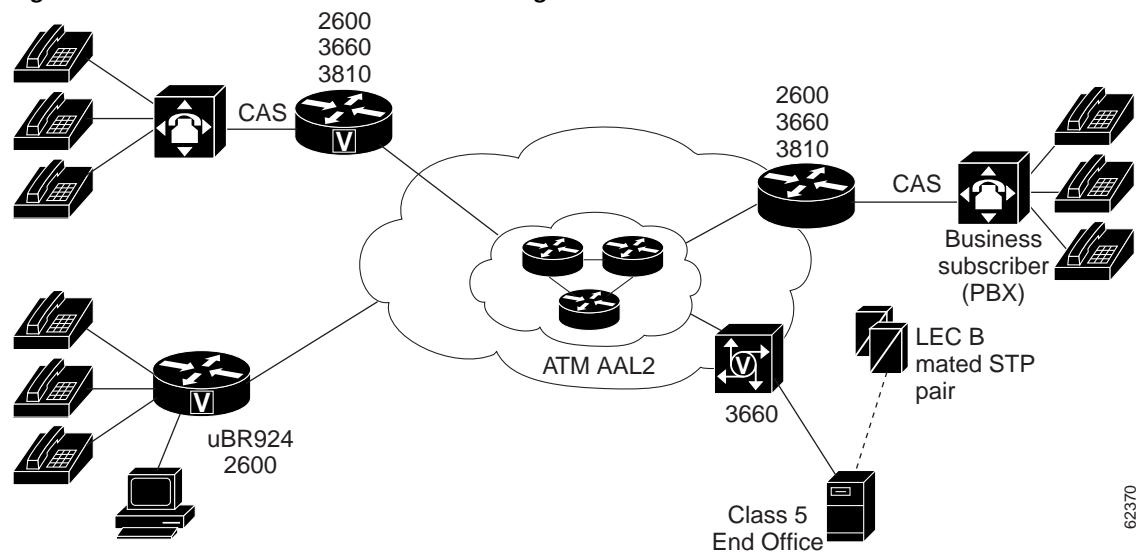 2600
3660
3810
CAS
V
2600
3660
3810
CAS
Business
subscriber
(PBX)
ATM AAL2
V
3660
LEC B
mated STP
pair
V
uBR924
2600
Class 5
End Office
62370